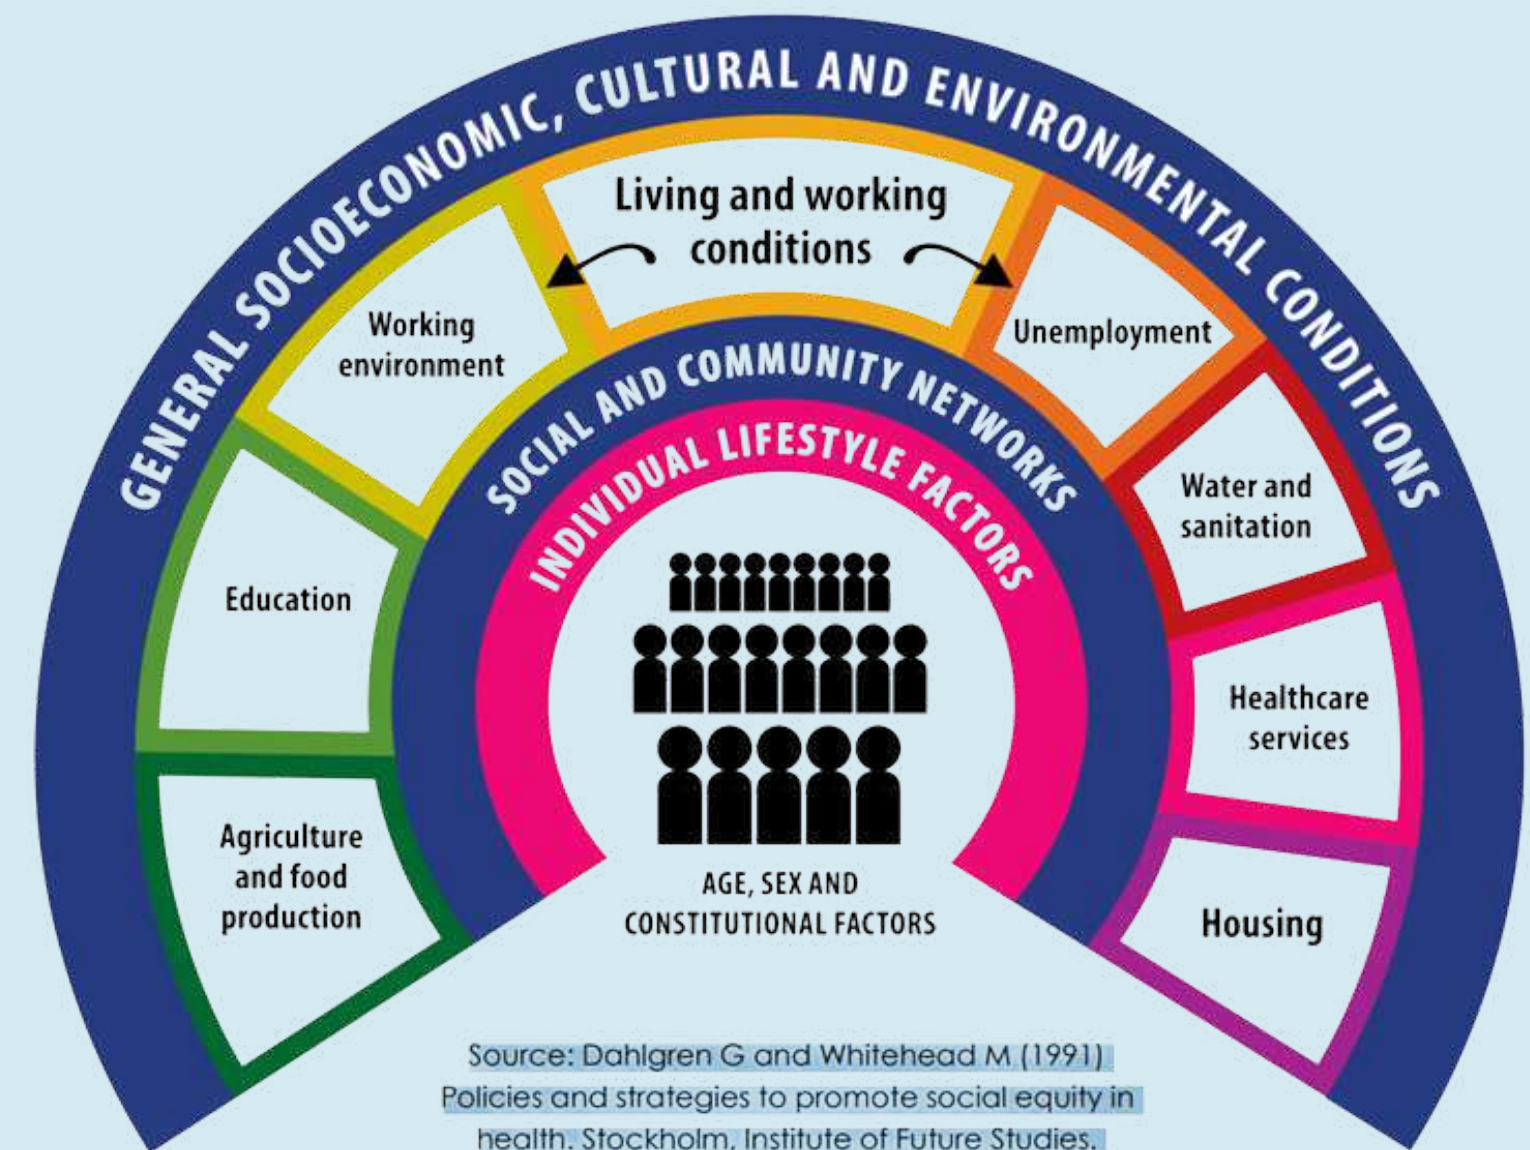 GENERAL SOCIOECONOMIC, CULTURAL AND ENVIRONMENTAL CONDITIONS
Living and working
conditions
Working
environment
Unemployment
SOCIAL AND COMMUNITY NETWORKS
INDIVIDUAL LIFESTYLE FACTORS
Water and
sanitation
Education
Healthcare
services
Agriculture
and food
production
AGE, SEX AND
CONSTITUTIONAL FACTORS
Housing
Source: Dahlgren G and Whitehead M (1991)
Policies and strategies to promote social equity in
health. Stockholm, Institute of Future Studies.